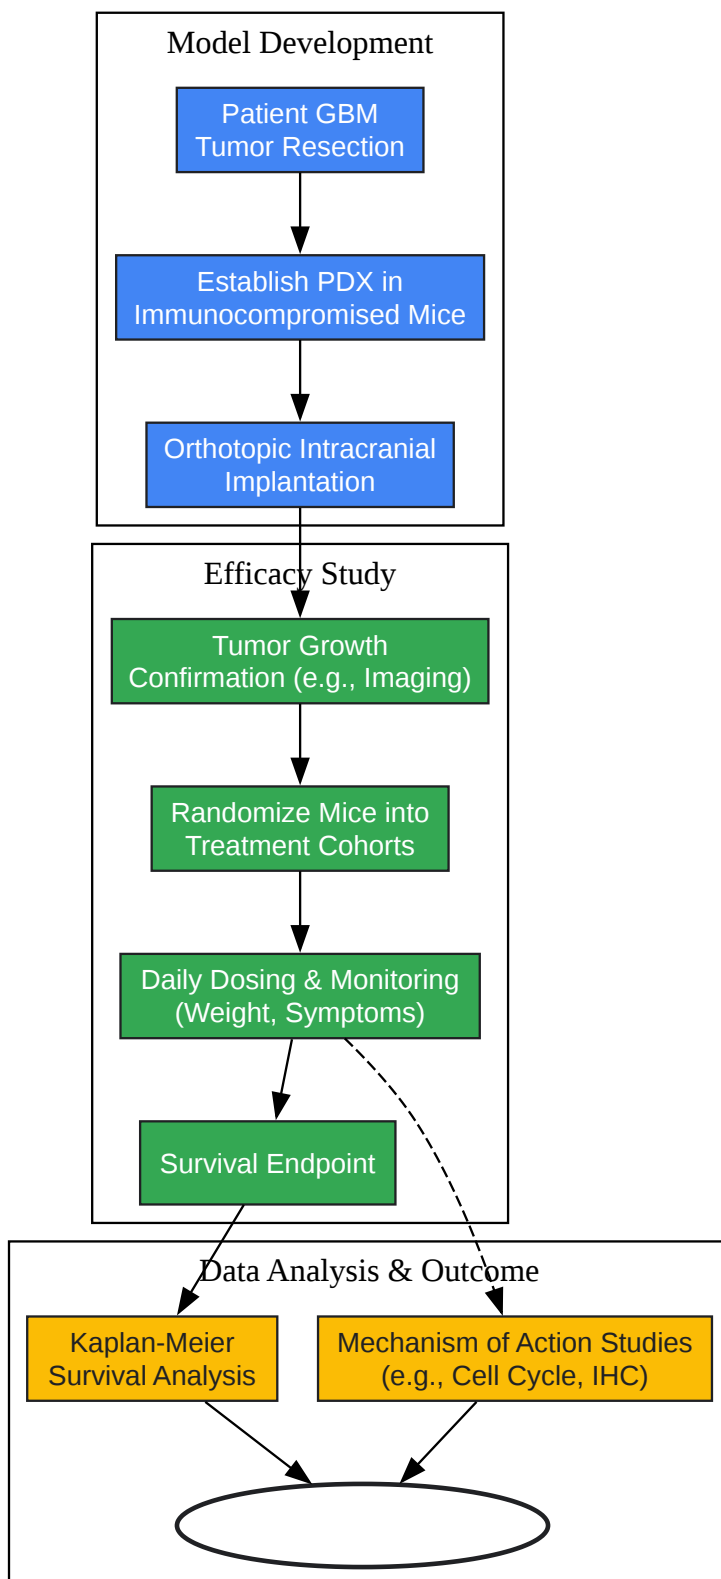 Model Development
Patient GBM
Tumor Resection
Establish PDX in
Immunocompromised Mice
Orthotopic Intracranial
Implantation
Efficacy Study
Tumor Growth
Confirmation (e.g., Imaging)
Randomize Mice into
Treatment Cohorts
Daily Dosing & Monitoring
(Weight, Symptoms)
Survival Endpoint
Data Analysis & Outcome
Kaplan-Meier
Survival Analysis
Mechanism of Action Studies
(e.g., Cell Cycle, IHC)